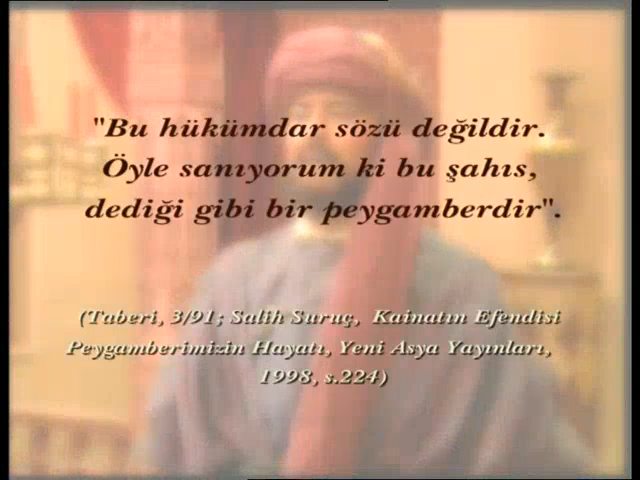 "Bu hükümdar sözü değildir.
Öyle sanıyorum ki bu şahıs,
dediği gibi bir peygamberdir".
(Taberi, 3/91; Salih Suruç, Kainatın Efendisi
Peygamberimizin Hayatı, Yeni Asya Yayınları,
1998, s.224)